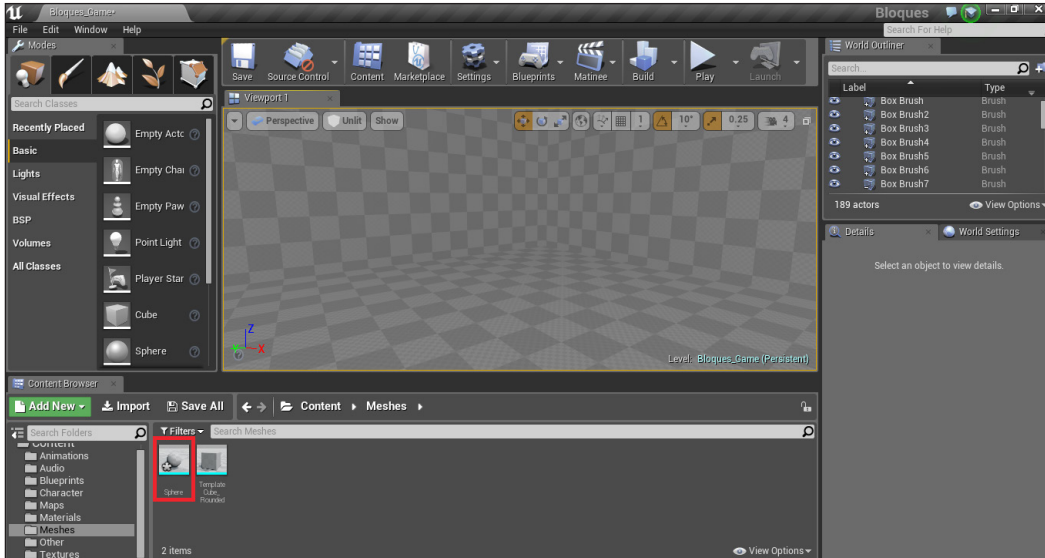 Bloques_Game*
Bloques
File Edit Window Help
Search For Help
Modes
Search Classes
Recently Placed
Basic
Lights
Visual Effects
BSP
Volumes
All Classes
Empty Acto
Empty Chai
Empty Paw
Point Light
Player Star
Cube
Sphere
Save Source Control Content Marketplace Settings Blueprints Matinee Build Play Launch
Viewport 1
Perspective Unlit Show
1 10° 0.25 4
Z
X
Level: Bloques_Game (Persistent)
World Outliner
Search...
Label Type
Box Brush Brush
Box Brush2 Brush
Box Brush3 Brush
Box Brush4 Brush
Box Brush5 Brush
Box Brush6 Brush
Box Brush7 Brush
189 actors View Options
Details World Settings
Select an object to view details.
Content Browser
Add New Import Save All Content Meshes
Search Folders
Content
Animations
Audio
Blueprints
Character
Maps
Materials
Meshes
Other
Textures
Filters Search Meshes
Sphere
Template
Cube_
Rounded
2 items View Options